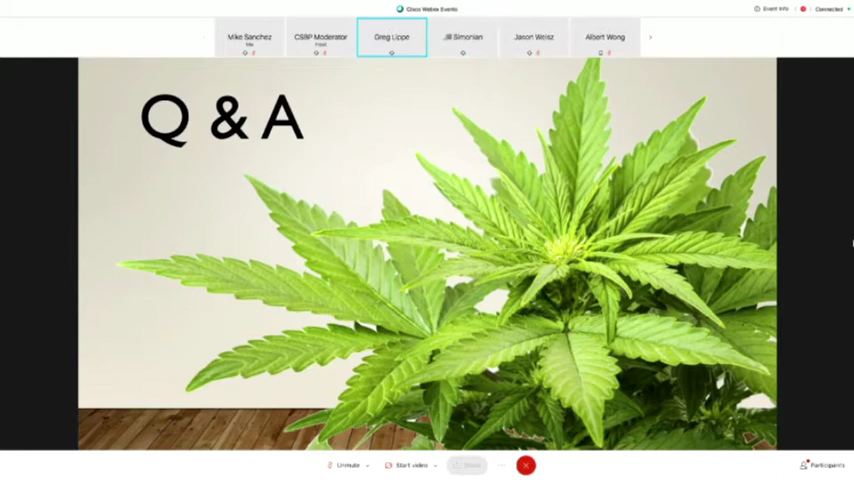 Cisco Webex Events
Event Info
Connected
Mike Sanchez
Me
CSBP Moderator
Host
Greg Lippe
Jill Simonian
Jason Weisz
Albert Wong
Q & A
Unmute
Start video
Share
Participants